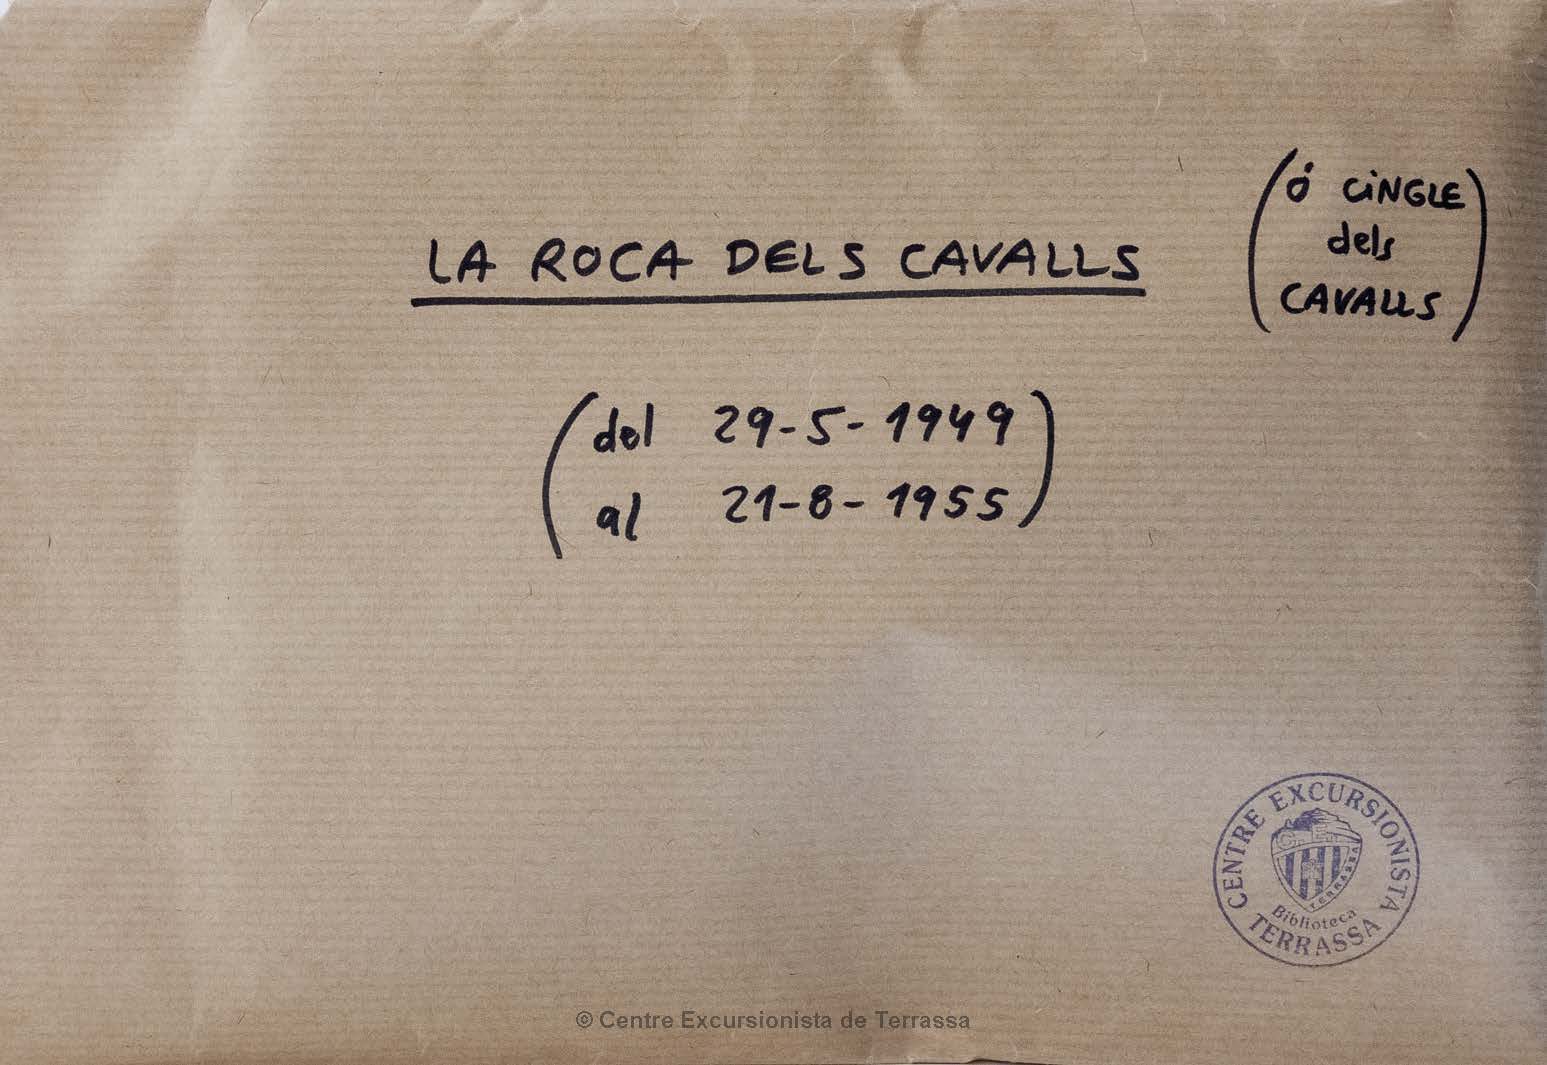 LA ROCA DELS CAVALLS
(ó CiNGLE
dels
CAVALLS)
(del 29-5-1949
al 21-8-1955)
CENTRE EXCURSIONISTA
C.E.
TERRASSA
Biblioteca
TERRASSA
© Centre Excursionista de Terrassa